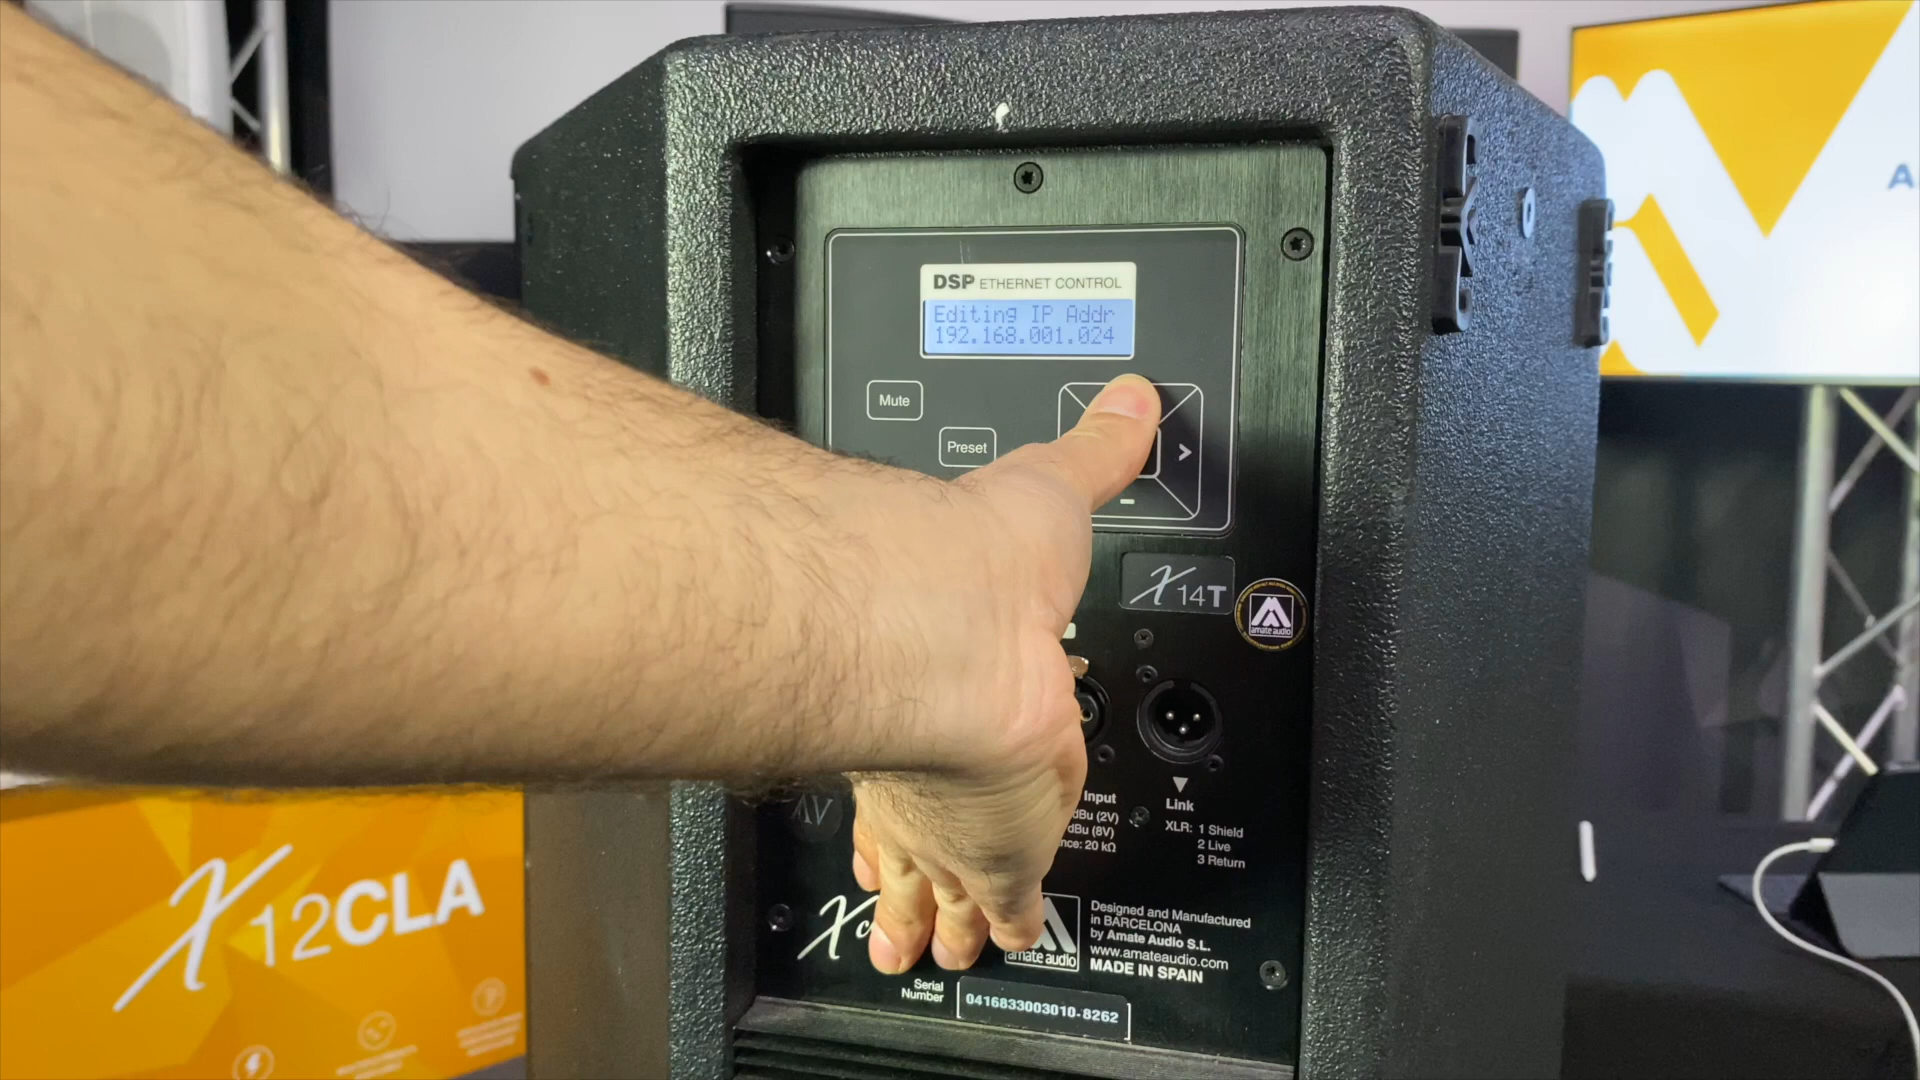 DSP ETHERNET CONTROL
Editing IP Addr
192.168.001.024
Mute
Preset
>
-
X14T
amate audio
Input
dBu (2V)
dBu (8V)
nce: 20 kΩ
Link
XLR: 1 Shield
2 Live
3 Return
X12CLA
Xc
amate audio
Designed and Manufactured
in BARCELONA
by Amate Audio S.L.
www.amateaudio.com
MADE IN SPAIN
Serial
Number
0416833003010-8262
A